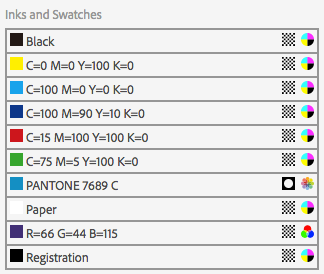 Inks and Swatches
Black
C=0 M=0 Y=100 K=0
C=100 M=0 Y=0 K=0
C=100 M=90 Y=10 K=0
C=15 M=100 Y=100 K=0
C=75 M=5 Y=100 K=0
PANTONE 7689 C
Paper
R=66 G=44 B=115
Registration